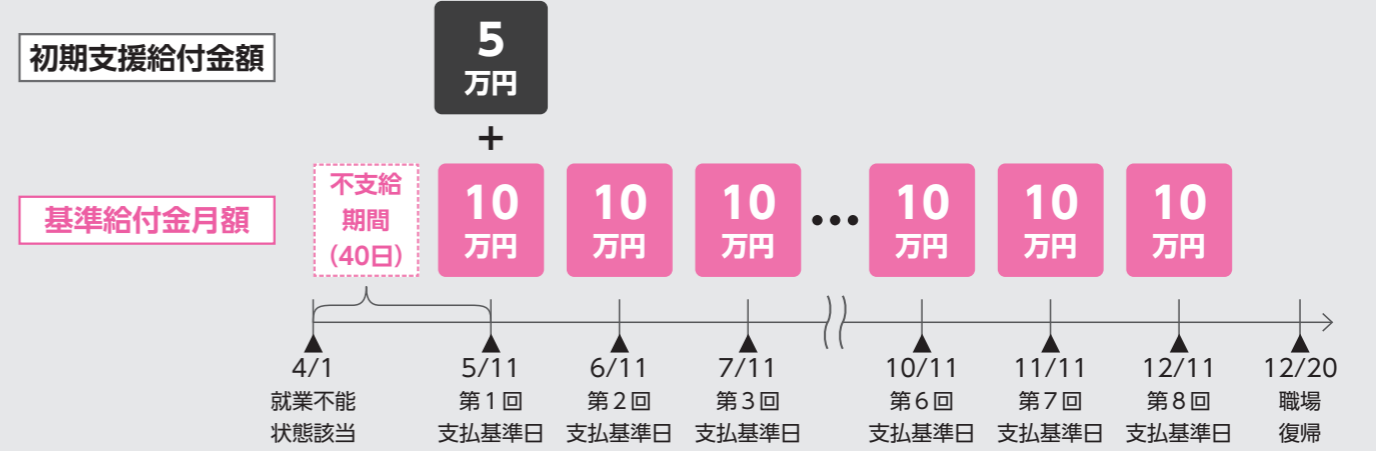 初期支援給付金額
5
万円
+
基準給付金月額
不支給
期間
(40日)
10
万円
10
万円
10
万円
•••
10
万円
10
万円
10
万円
4/1
就業不能
状態該当
5/11
第1回
支払基準日
6/11
第2回
支払基準日
7/11
第3回
支払基準日
10/11
第6回
支払基準日
11/11
第7回
支払基準日
12/11
第8回
支払基準日
12/20
職場
復帰